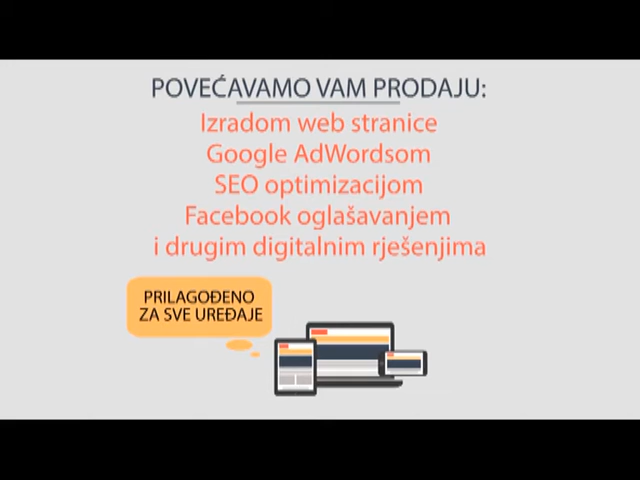 POVEĆAVAMO VAM PRODAJU:
Izradom web stranice
Google AdWordsom
SEO optimizacijom
Facebook oglašavanjem
i drugim digitalnim rješenjima
PRILAGOĐENO
ZA SVE UREĐAJE